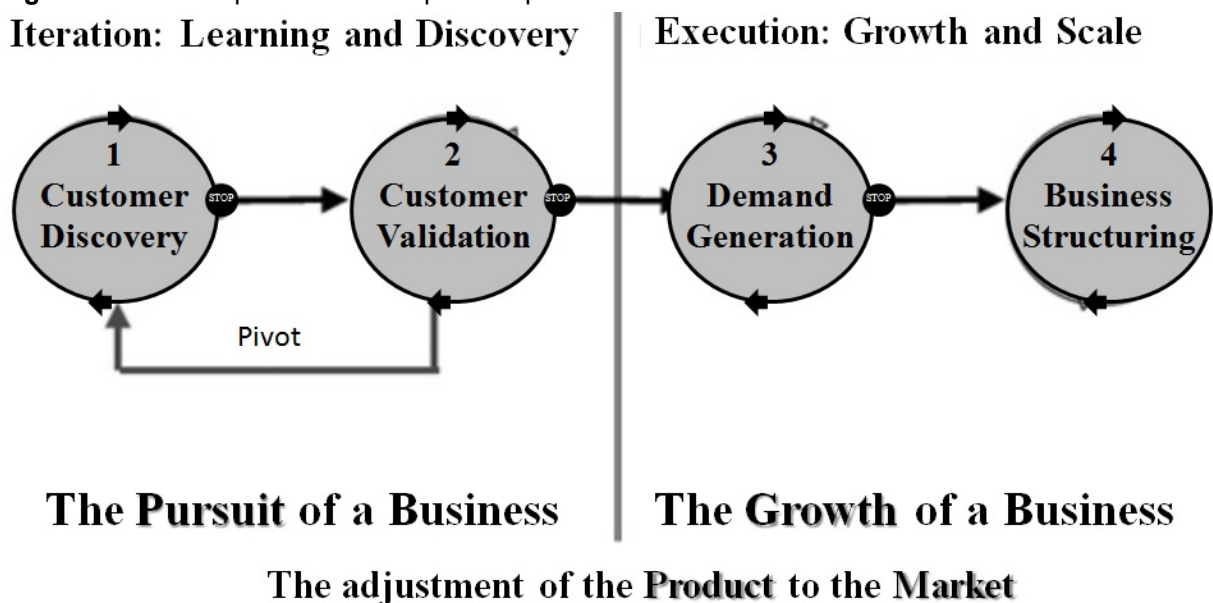 Iteration: Learning and Discovery
Execution: Growth and Scale
1
Customer
Discovery
STOP
2
Customer
Validation
STOP
3
Demand
Generation
STOP
4
Business
Structuring
Pivot
The Pursuit of a Business
The Growth of a Business
The adjustment of the Product to the Market